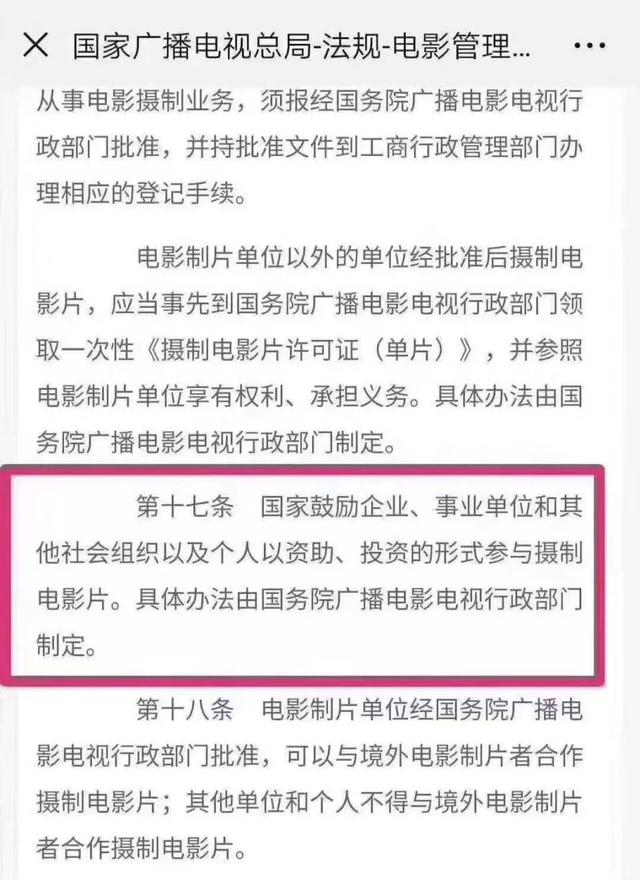 国家广播电视总局-法规-电影管理...
从事电影摄制业务，须报经国务院广播电影电视行
政部门批准，并持批准文件到工商行政管理部门办
理相应的登记手续。
电影制片单位以外的单位经批准后摄制电
影片，应当事先到国务院广播电影电视行政部门领
取一次性《摄制电影片许可证（单片）》，并参照
电影制片单位享有权利、承担义务。具体办法由国
务院广播电影电视行政部门制定。
第十七条 国家鼓励企业、事业单位和其
他社会组织以及个人以资助、投资的形式参与摄制
电影片。具体办法由国务院广播电影电视行政部门
制定。
第十八条 电影制片单位经国务院广播电
影电视行政部门批准，可以与境外电影制片者合作
摄制电影片；其他单位和个人不得与境外电影制片
者合作摄制电影片。